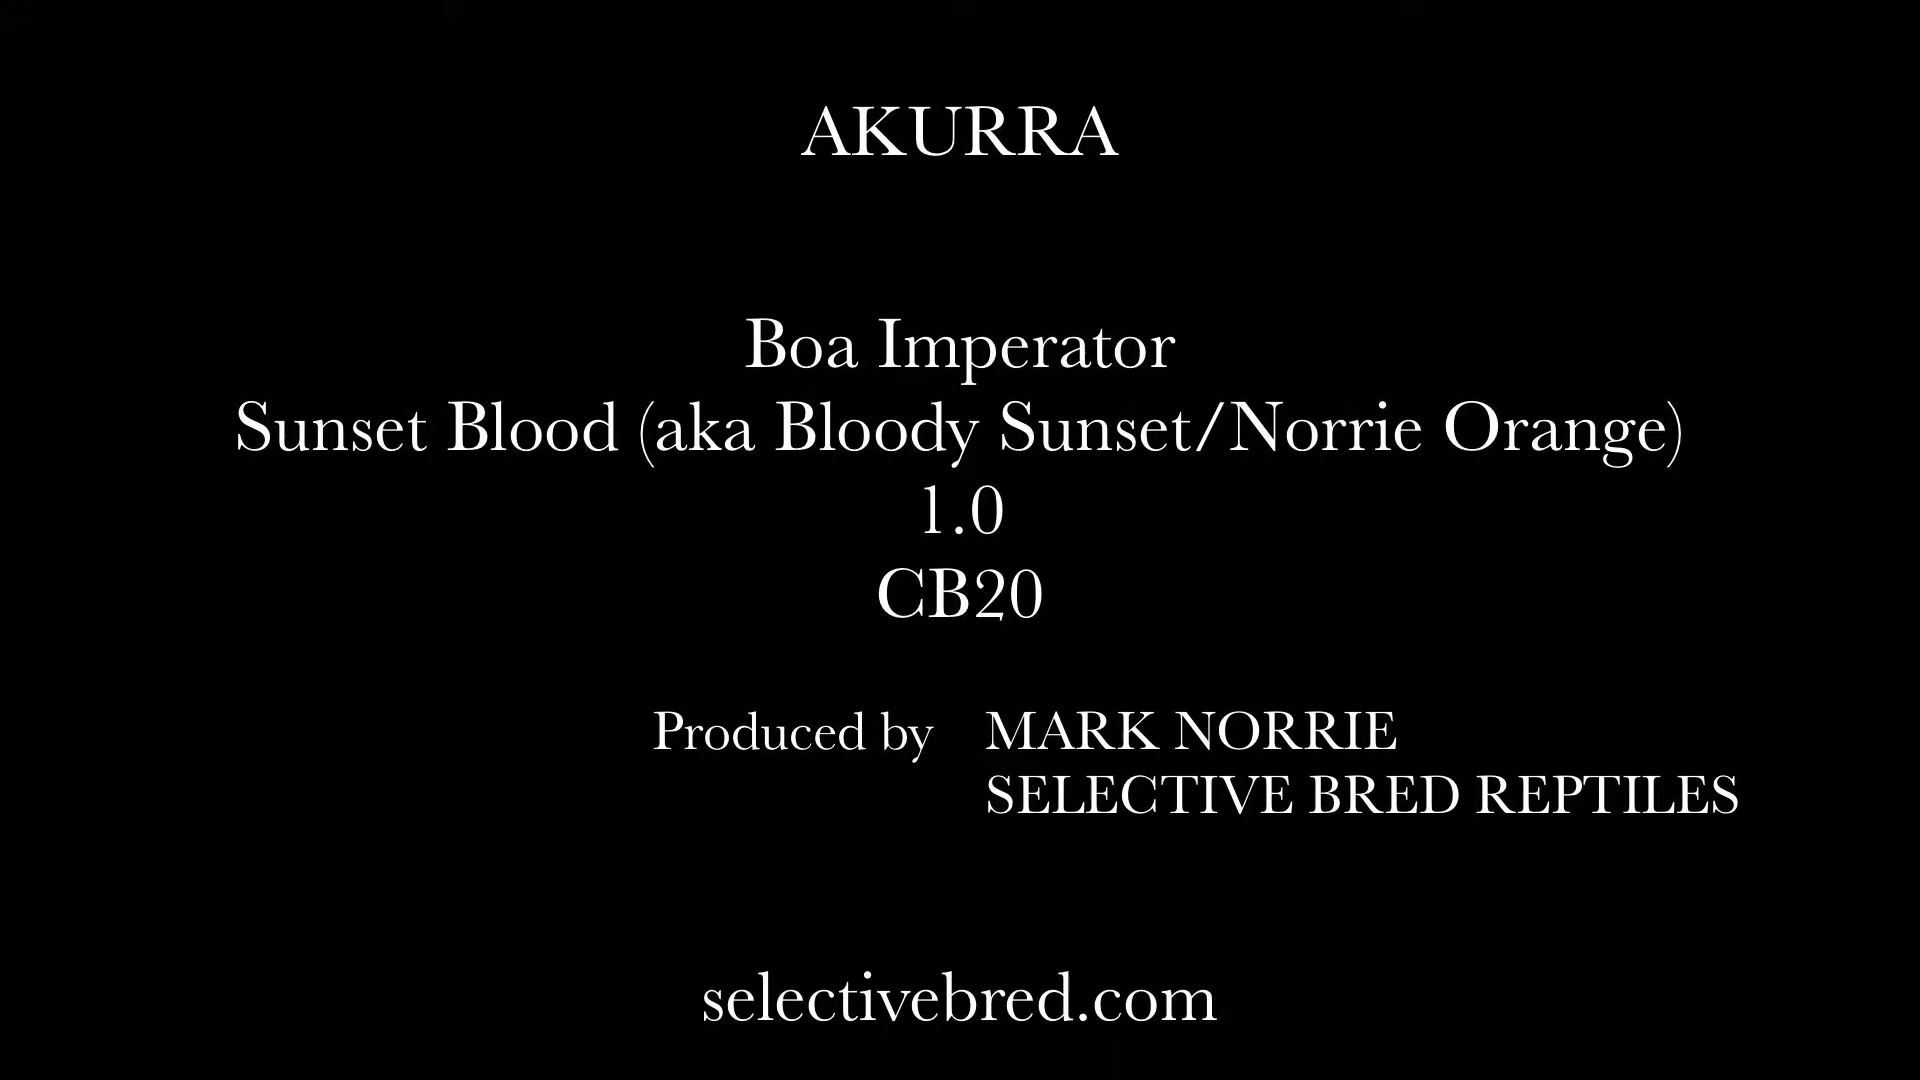 AKURRA
Boa Imperator
Sunset Blood (aka Bloody Sunset/Norrie Orange)
1.0
CB20
Produced by MARK NORRIE
SELECTIVE BRED REPTILES
selectivebred.com